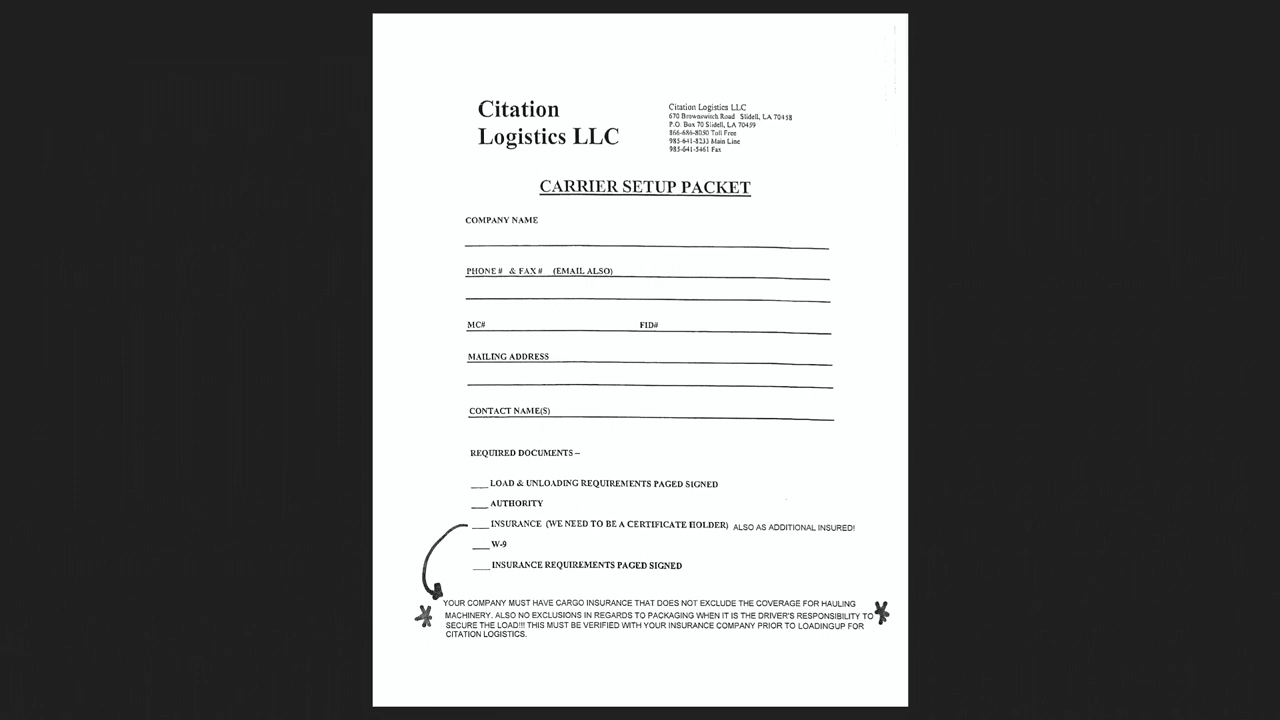 Citation
Logistics LLC
Citation Logistics LLC
670 Brownswitch Road Slidell, LA 70458
P.O. Box 70 Slidell, LA 70459
866-686-8050 Toll Free
985-641-8233 Main Line
985-641-5461 Fax
CARRIER SETUP PACKET
COMPANY NAME
PHONE # & FAX # (EMAIL ALSO)
MC# FID#
MAILING ADDRESS
CONTACT NAME(S)
REQUIRED DOCUMENTS –
___ LOAD & UNLOADING REQUIREMENTS PAGED SIGNED
___ AUTHORITY
___ INSURANCE (WE NEED TO BE A CERTIFICATE HOLDER) ALSO AS ADDITIONAL INSURED!
___ W-9
___ INSURANCE REQUIREMENTS PAGED SIGNED
YOUR COMPANY MUST HAVE CARGO INSURANCE THAT DOES NOT EXCLUDE THE COVERAGE FOR HAULING
MACHINERY. ALSO NO EXCLUSIONS IN REGARDS TO PACKAGING WHEN IT IS THE DRIVER'S RESPONSIBILITY TO
SECURE THE LOAD!!! THIS MUST BE VERIFIED WITH YOUR INSURANCE COMPANY PRIOR TO LOADINGUP FOR
CITATION LOGISTICS.